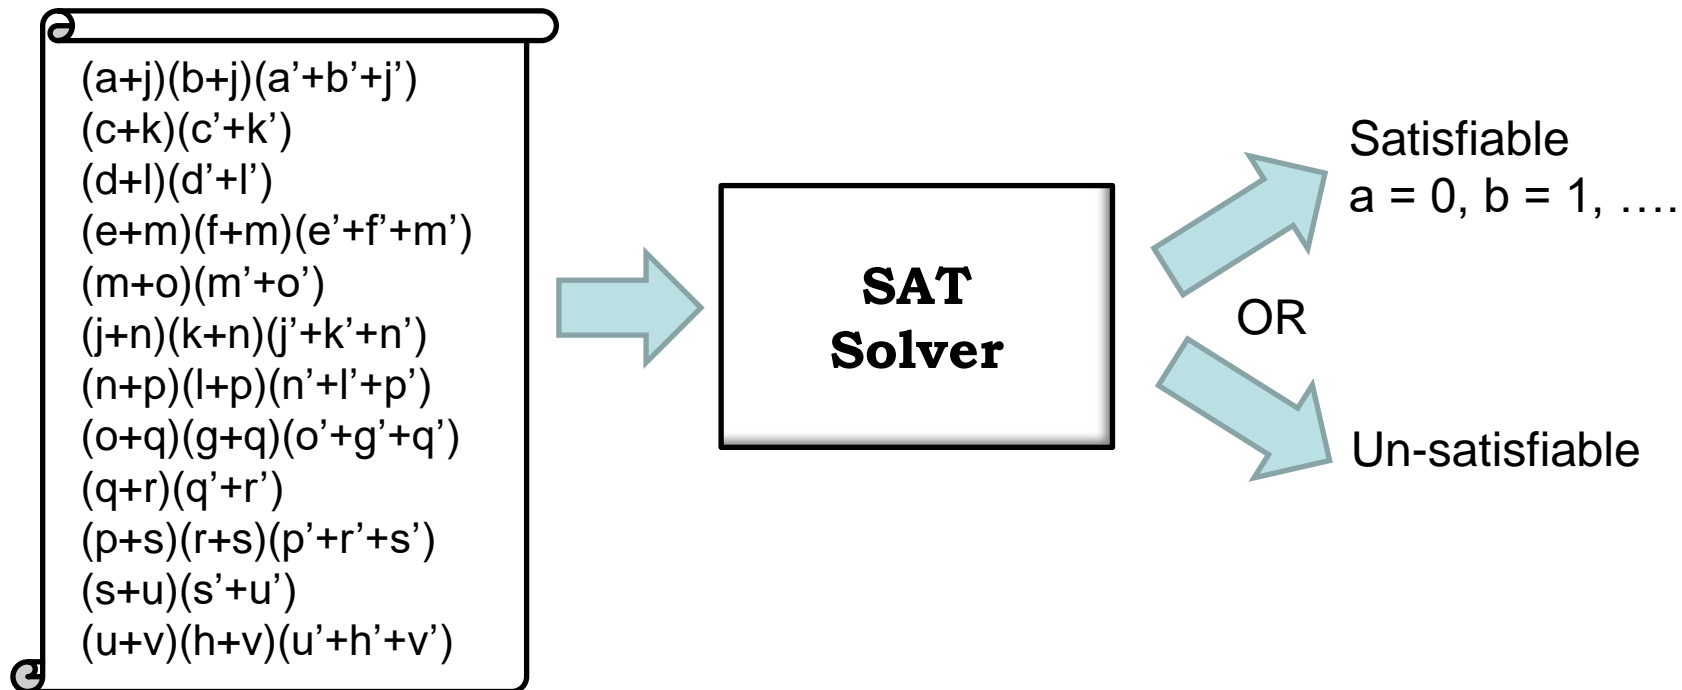 (a+j)(b+j)(a’+b’+j’)
(c+k)(c’+k’)
(d+l)(d’+l’)
(e+m)(f+m)(e’+f’+m’)
(m+o)(m’+o’)
(j+n)(k+n)(j’+k’+n’)
(n+p)(l+p)(n’+l’+p’)
(o+q)(g+q)(o’+g’+q’)
(q+r)(q’+r’)
(p+s)(r+s)(p’+r’+s’)
(s+u)(s’+u’)
(u+v)(h+v)(u’+h’+v’)
SAT
Solver
Satisfiable
a = 0, b = 1, ….
OR
Un-satisfiable